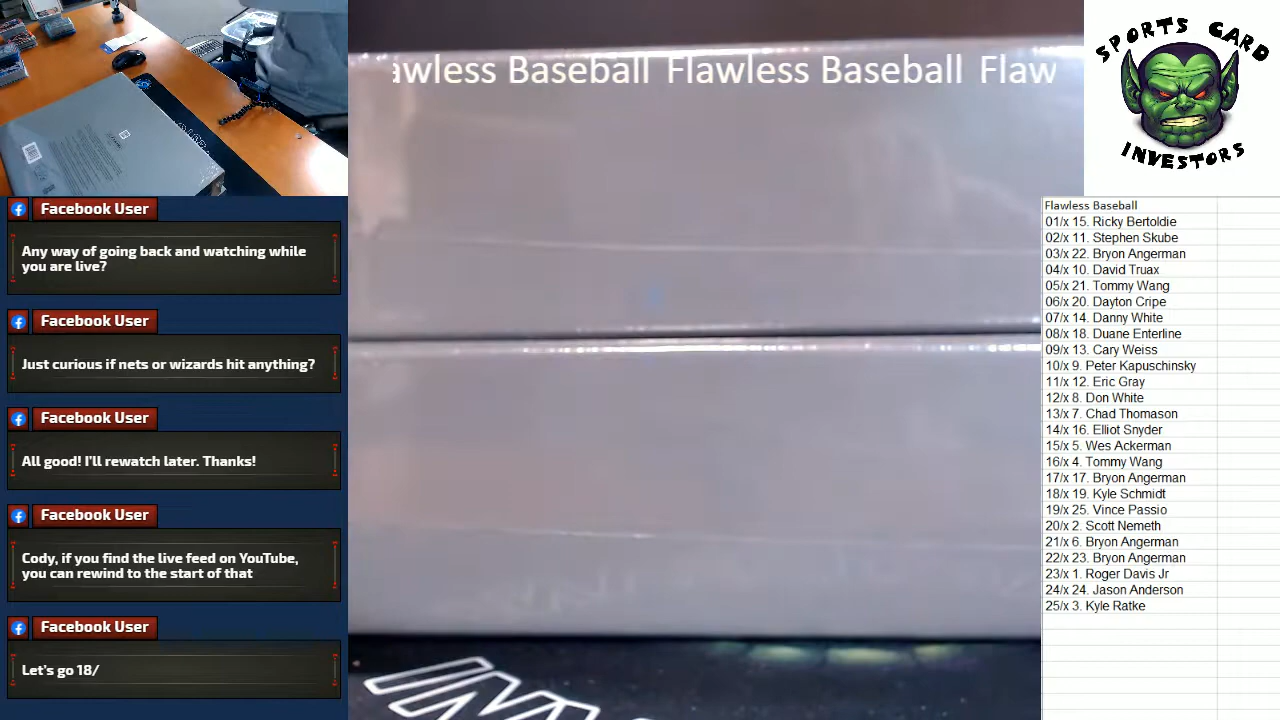 awless Baseball Flawless Baseball Flaw
SPORTS CARD
INVESTORS
Facebook User
Any way of going back and watching while
you are live?
Facebook User
Just curious if nets or wizards hit anything?
Facebook User
All good! I'll rewatch later. Thanks!
Facebook User
Cody, if you find the live feed on YouTube,
you can rewind to the start of that
Facebook User
Let's go 18/
Flawless Baseball
01/x 15. Ricky Bertoldie
02/x 11. Stephen Skube
03/x 22. Bryon Angerman
04/x 10. David Truax
05/x 21. Tommy Wang
06/x 20. Dayton Cripe
07/x 14. Danny White
08/x 18. Duane Enterline
09/x 13. Cary Weiss
10/x 9. Peter Kapuschinsky
11/x 12. Eric Gray
12/x 8. Don White
13/x 7. Chad Thomason
14/x 16. Elliot Snyder
15/x 5. Wes Ackerman
16/x 4. Tommy Wang
17/x 17. Bryon Angerman
18/x 19. Kyle Schmidt
19/x 25. Vince Passio
20/x 2. Scott Nemeth
21/x 6. Bryon Angerman
22/x 23. Bryon Angerman
23/x 1. Roger Davis Jr
24/x 24. Jason Anderson
25/x 3. Kyle Ratke